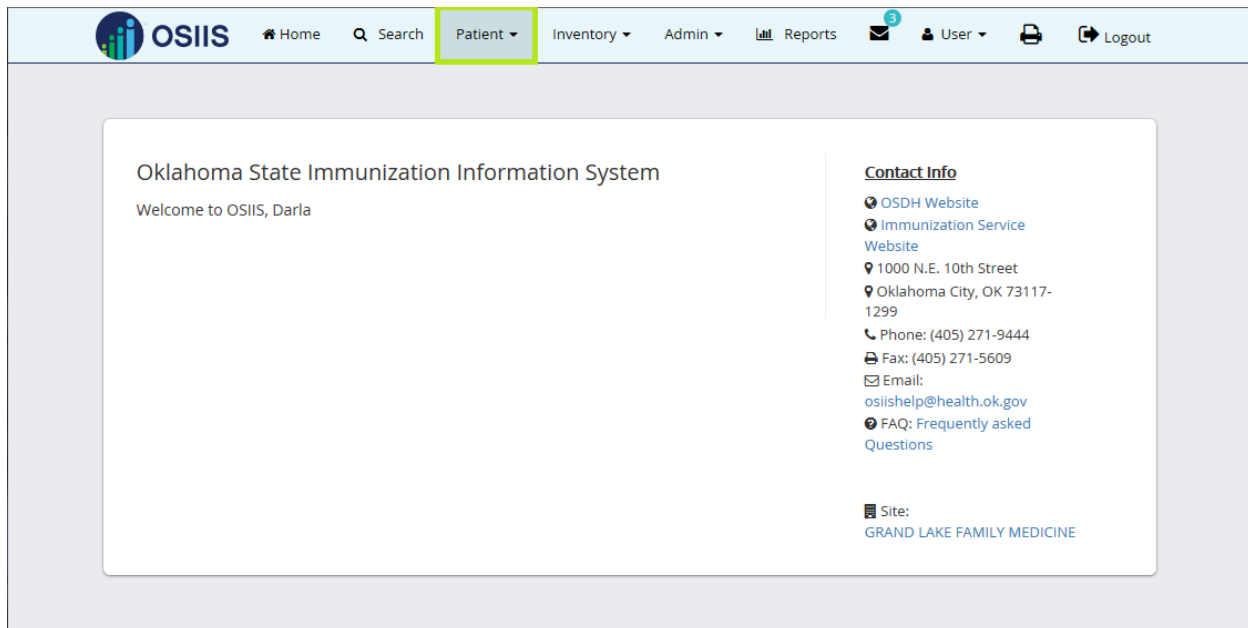 OSIIS Home Search Patient Inventory Admin Reports 3 User Logout
Oklahoma State Immunization Information System
Welcome to OSIIS, Darla
Contact Info
OSDH Website
Immunization Service
Website
1000 N.E. 10th Street
Oklahoma City, OK 73117-
1299
Phone: (405) 271-9444
Fax: (405) 271-5609
Email:
osiishelp@health.ok.gov
FAQ: Frequently asked
Questions
Site:
GRAND LAKE FAMILY MEDICINE